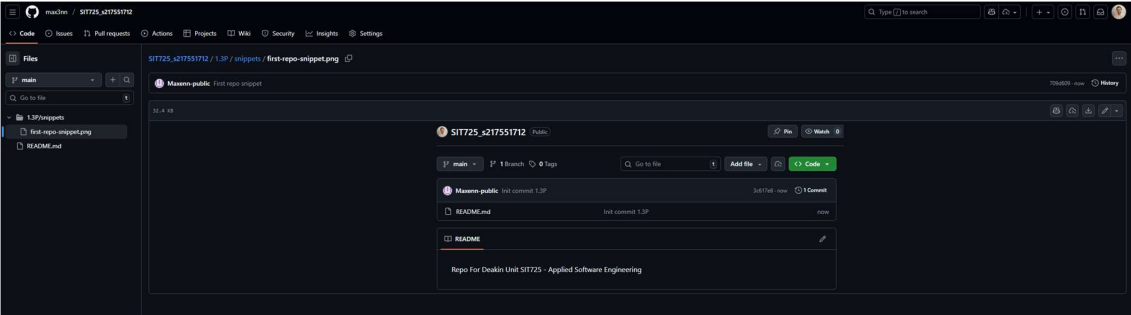 max3nn / SIT725_s217551712
Type / to search
Code Issues Pull requests Actions Projects Wiki Security Insights Settings
Files
main
Go to file t
1.3P/snippets
first-repo-snippet.png
README.md
SIT725_s217551712 / 1.3P / snippets / first-repo-snippet.png
Maxenn-public First repo snippet
709d609 · now History
32.4 KB
SIT725_s217551712 Public
Pin Watch 0
main 1 Branch 0 Tags
Go to file t
Add file
Code
Maxenn-public Init commit 1.3P
3c617e8 · now 1 Commit
README.md Init commit 1.3P now
README
Repo For Deakin Unit SIT725 - Applied Software Engineering